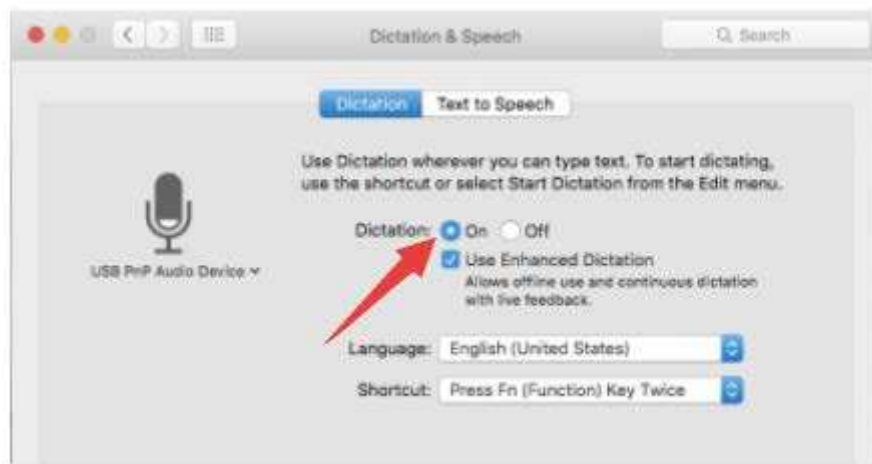 Dictation & Speech
Search
Dictation Text to Speech
Use Dictation wherever you can type text. To start dictating,
use the shortcut or select Start Dictation from the Edit menu.
Dictation: On Off
USB PnP Audio Device
Use Enhanced Dictation
Allows offline use and continuous dictation
with live feedback.
Language: English (United States)
Shortcut: Press Fn (Function) Key Twice